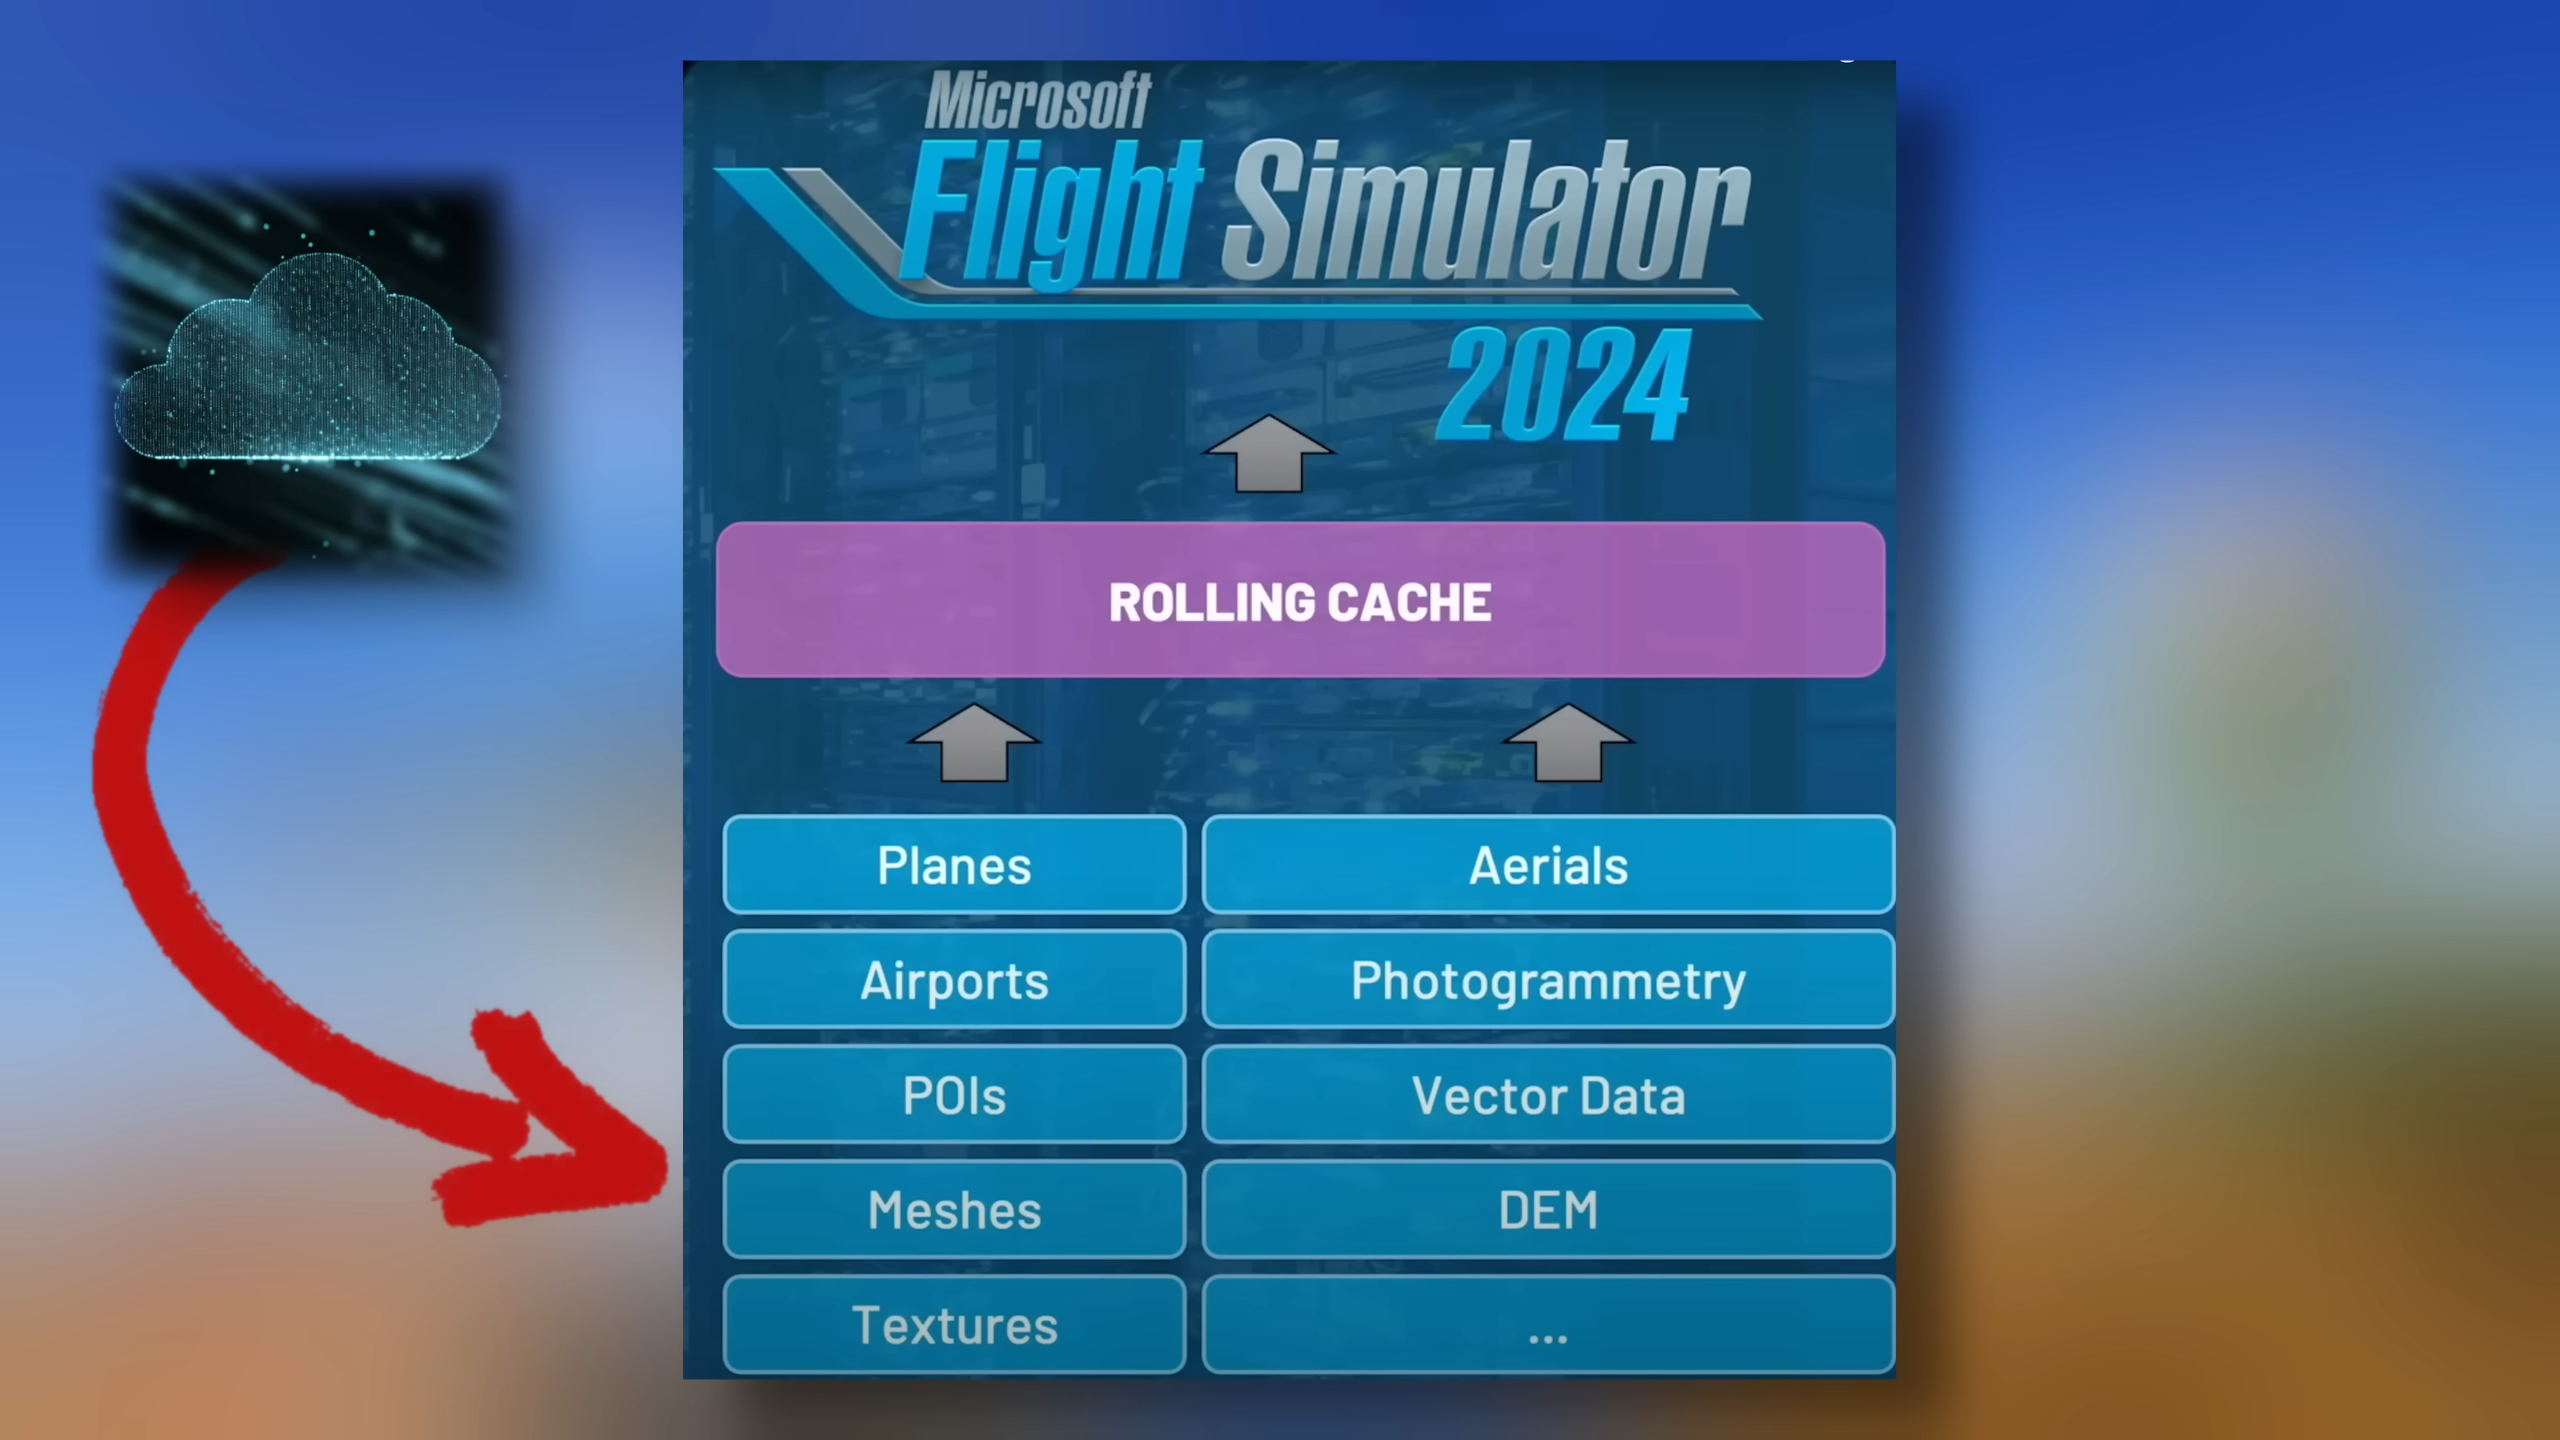 Microsoft
Flight Simulator
2024
ROLLING CACHE
Planes
Aerials
Airports
Photogrammetry
POIs
Vector Data
Meshes
DEM
Textures
...